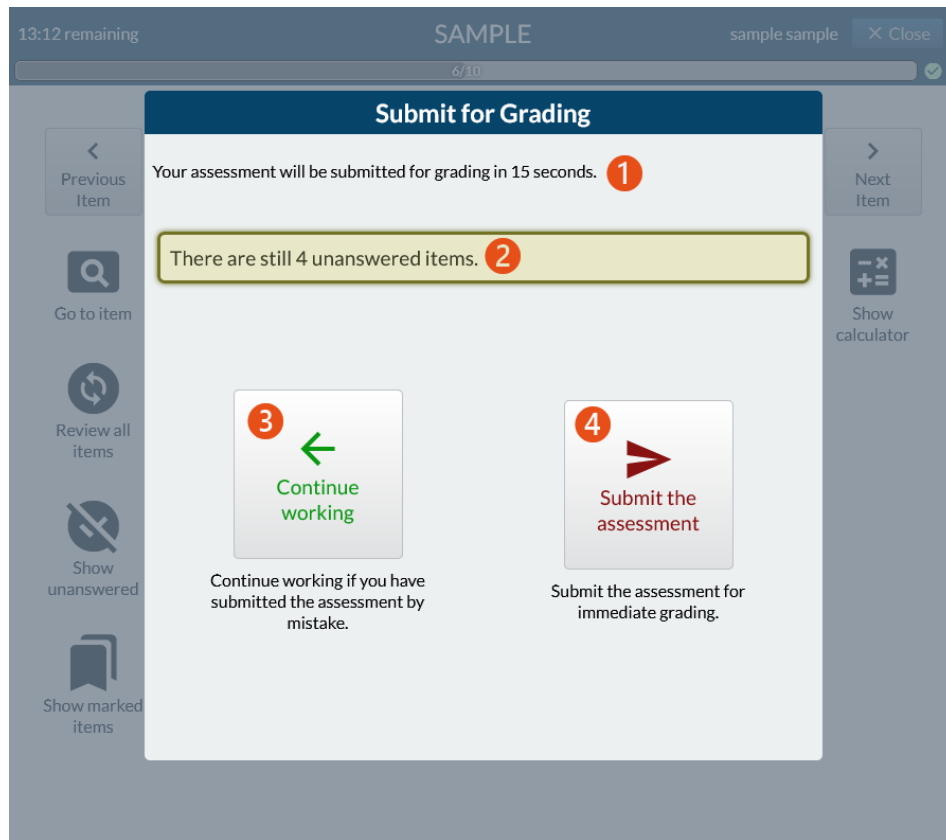 13:12 remaining SAMPLE sample sample × Close
6/10
Submit for Grading
Your assessment will be submitted for grading in 15 seconds. 1
There are still 4 unanswered items. 2
Previous
Item
Go to item
Review all
items
Show
unanswered
Show marked
items
3
Continue
working
Continue working if you have
submitted the assessment by
mistake.
4
Submit the
assessment
Submit the assessment for
immediate grading.
Next
Item
Show
calculator